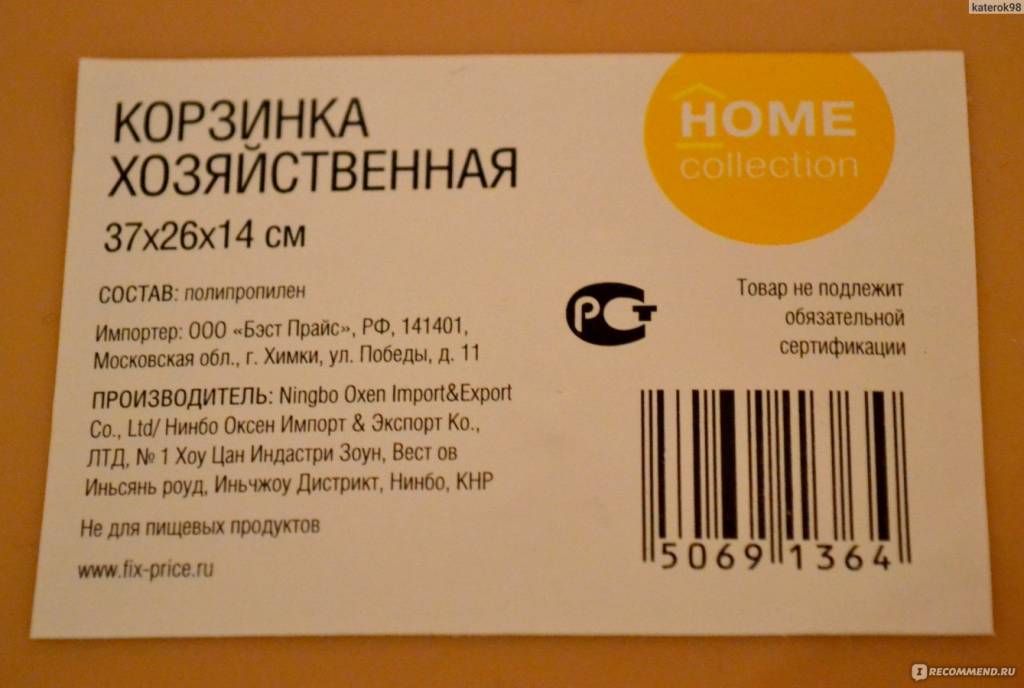 katerok98
HOME
collection
КОРЗИНКА
ХОЗЯЙСТВЕННАЯ
37х26х14 см
СОСТАВ: полипропилен
Импортер: ООО «Бэст Прайс», РФ, 141401,
Московская обл., г. Химки, ул. Победы, д. 11
ПРОИЗВОДИТЕЛЬ: Ningbo Oxen Import&Export
Co., Ltd/ Нинбо Оксен Импорт & Экспорт Ко.,
ЛТД, № 1 Хоу Цан Индастри Зоун, Вест ов
Иньсянь роуд, Иньчжоу Дистрикт, Нинбо, КНР
Не для пищевых продуктов
www.fix-price.ru
РСТ
Товар не подлежит
обязательной
сертификации
5069 1364
IRECOMMEND.RU